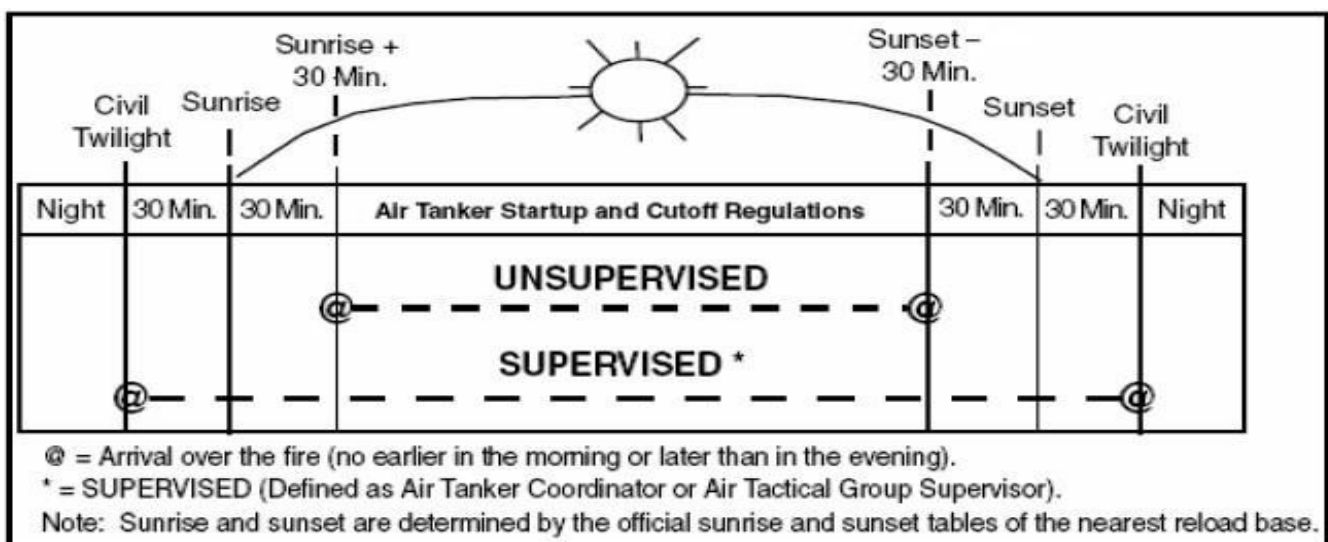 Sunrise +
30 Min.
Sunset –
30 Min.
Civil
Twilight
Sunrise
Sunset
Civil
Twilight
Night
30 Min.
30 Min.
Air Tanker Startup and Cutoff Regulations
30 Min.
30 Min.
Night
UNSUPERVISED
@
@
SUPERVISED *
@
@
@ = Arrival over the fire (no earlier in the morning or later than in the evening).
* = SUPERVISED (Defined as Air Tanker Coordinator or Air Tactical Group Supervisor).
Note: Sunrise and sunset are determined by the official sunrise and sunset tables of the nearest reload base.